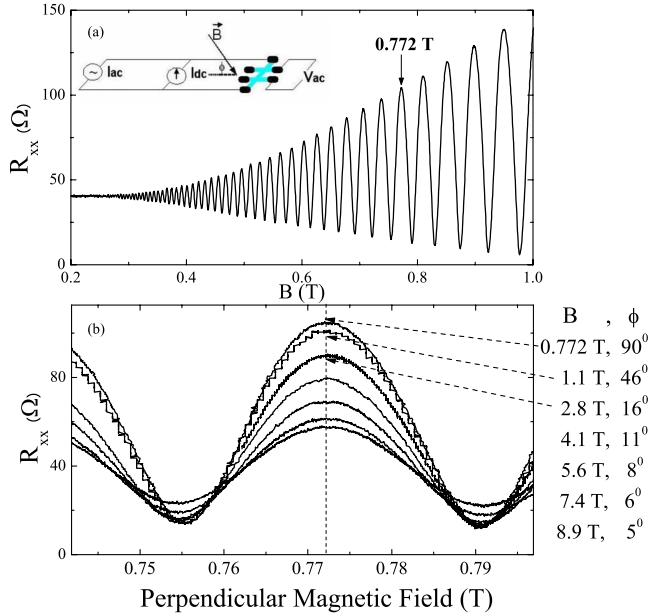 (a)
0.772 T
B
~ Iac
Idc
ϕ
Vac
150
100
50
0
R_xx (Ω)
0.2 0.4 0.6 0.8 1.0
B (T)
(b)
B , ϕ
0.772 T, 90⁰
1.1 T, 46⁰
2.8 T, 16⁰
4.1 T, 11⁰
5.6 T, 8⁰
7.4 T, 6⁰
8.9 T, 5⁰
80
40
0
R_xx (Ω)
0.75 0.76 0.77 0.78 0.79
Perpendicular Magnetic Field (T)